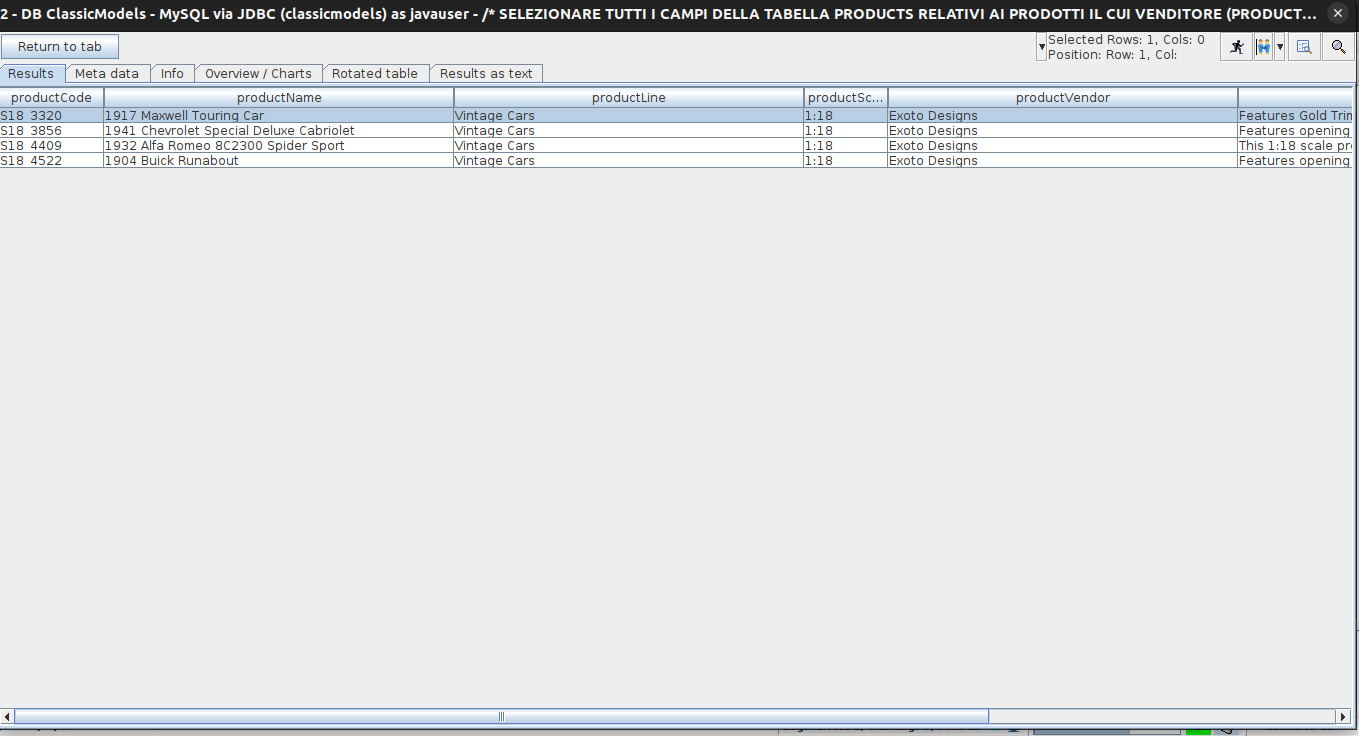 2 - DB ClassicModels - MySQL via JDBC (classicmodels) as javauser - /* SELEZIONARE TUTTI I CAMPI DELLA TABELLA PRODUCTS RELATIVI AI PRODOTTI IL CUI VENDITORE (PRODUCT...
Return to tab
Selected Rows: 1, Cols: 0
Position: Row: 1, Col:
Results Meta data Info Overview / Charts Rotated table Results as text
productCode productName productLine productSc... productVendor
S18_3320 1917 Maxwell Touring Car Vintage Cars 1:18 Exoto Designs Features Gold Trim
S18_3856 1941 Chevrolet Special Deluxe Cabriolet Vintage Cars 1:18 Exoto Designs Features opening
S18_4409 1932 Alfa Romeo 8C2300 Spider Sport Vintage Cars 1:18 Exoto Designs This 1:18 scale pr
S18_4522 1904 Buick Runabout Vintage Cars 1:18 Exoto Designs Features opening